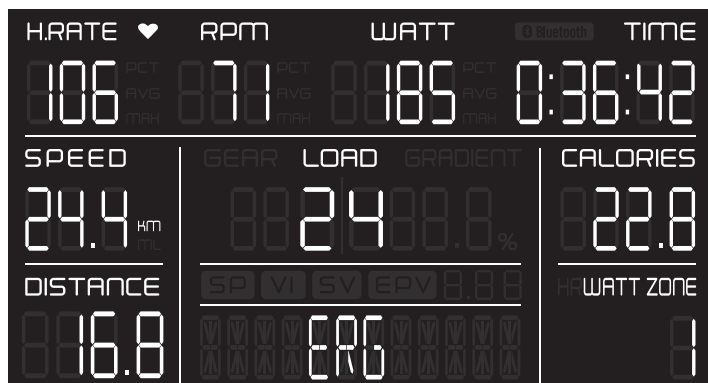 H.RATE ♥ RPM WATT Bluetooth TIME
PCT PCT PCT
106 AVG 71 AVG 185 AVG 0:36:42
MAX MAX MAX
SPEED GEAR LOAD GRADIENT CALORIES
24.4 KM ML 24 % 22.8
DISTANCE SP VI SV EPV HR WATT ZONE
16.8 ERG 1